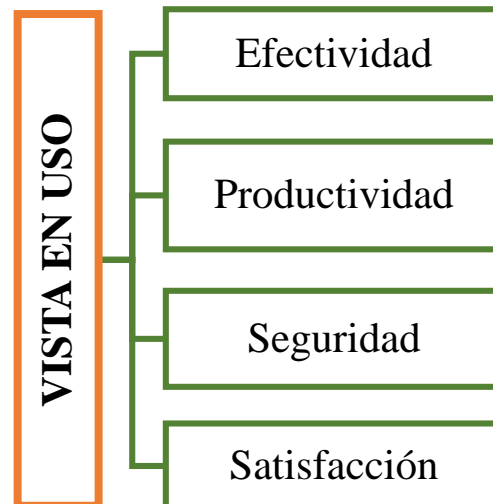 VISTA EN USO
Efectividad
Productividad
Seguridad
Satisfacción